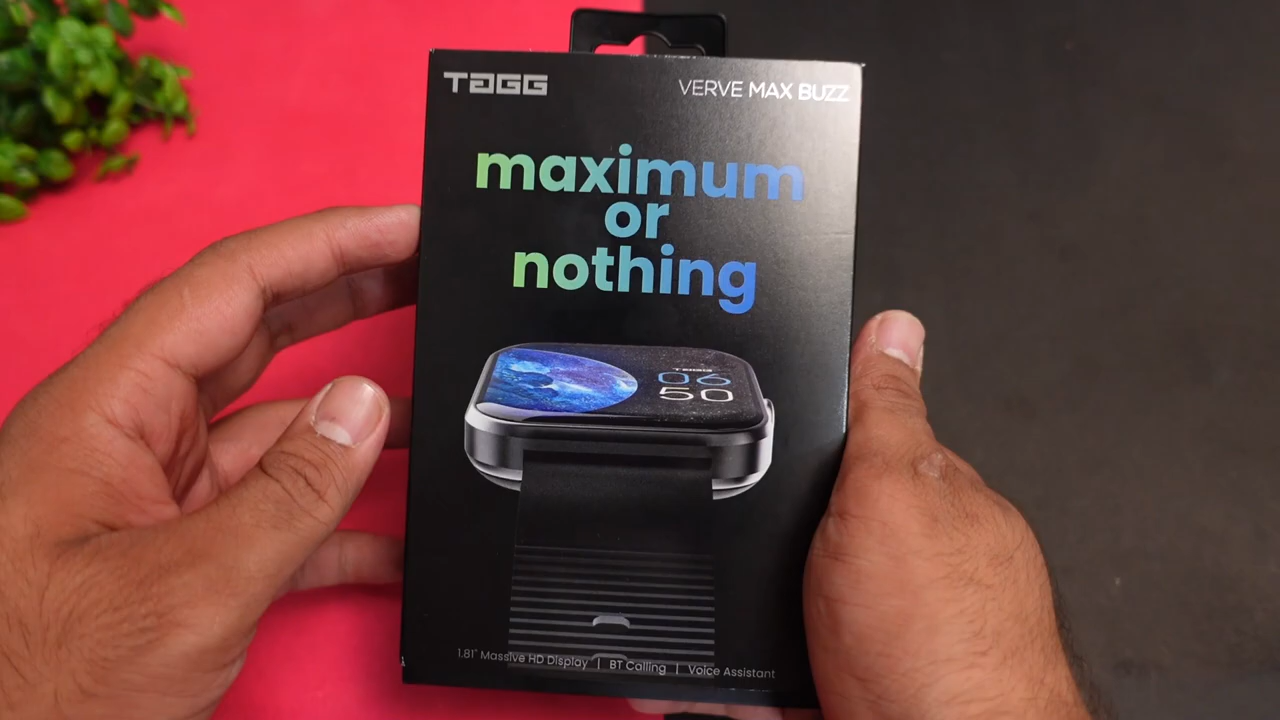 TAGG
VERVE MAX BUZZ
maximum
or
nothing
06
50
1.81" Massive HD Display | BT Calling | Voice Assistant